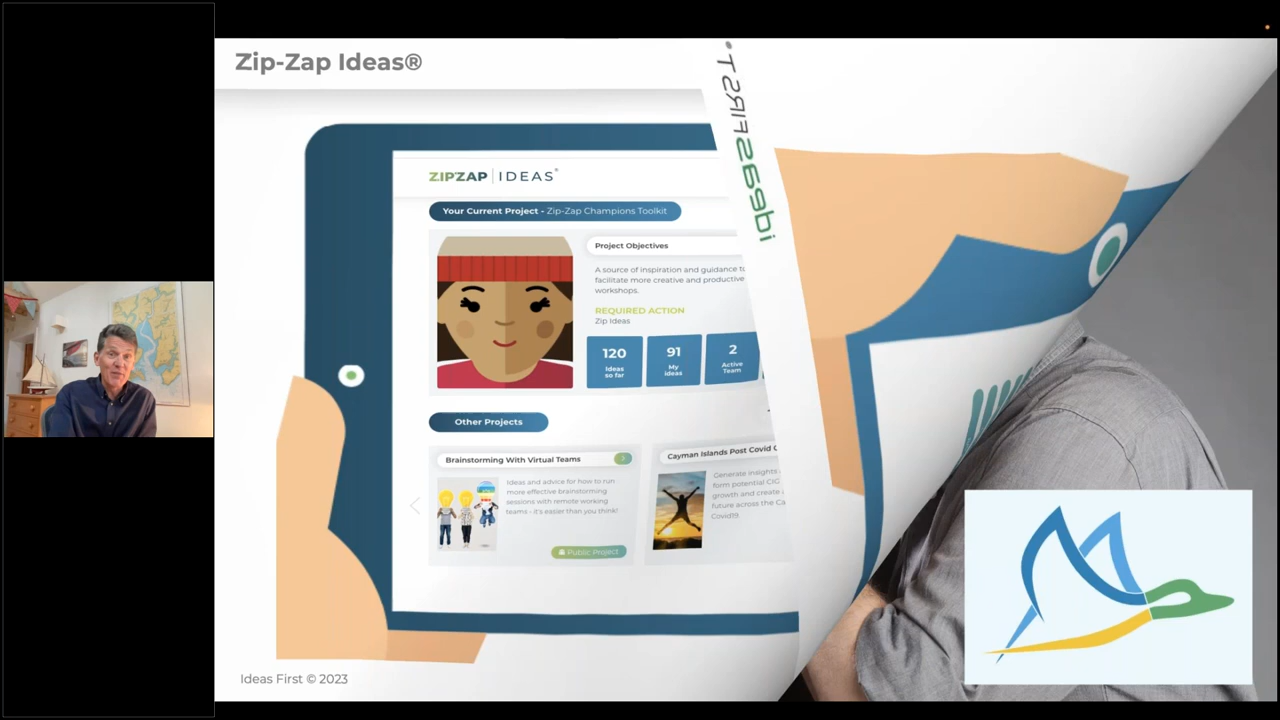 Zip-Zap Ideas®
ideasFIRST
ZIPZAP | IDEAS®
Your Current Project - Zip-Zap Champions Toolkit
Project Objectives
A source of inspiration and guidance to
facilitate more creative and productive
workshops.
REQUIRED ACTION
Zip Ideas
120
Ideas
so far
91
My
ideas
2
Active
Team
Other Projects
Brainstorming With Virtual Teams
Ideas and advice for how to run
more effective brainstorming
sessions with remote working
teams - it's easier than you think!
Public Project
Cayman Islands Post Covid
Generate insights
form potential CIG
growth and create
future across the
Covid19.
Ideas First © 2023